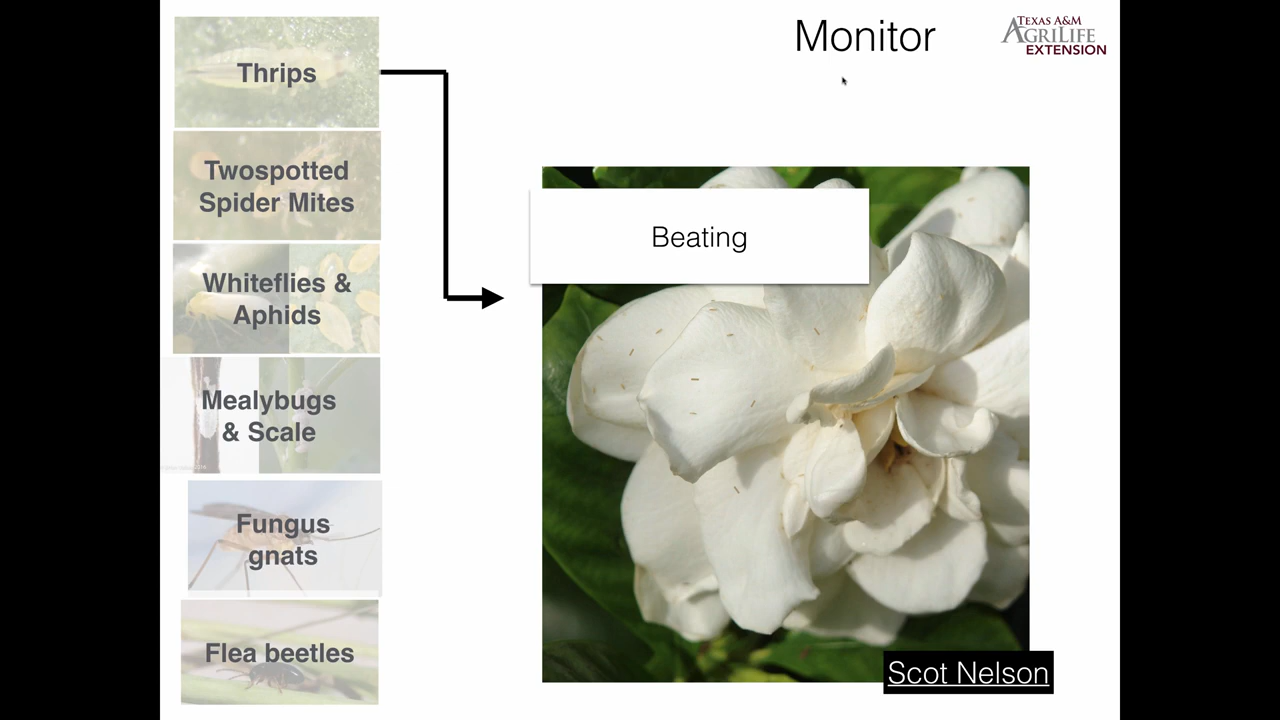 Monitor
TEXAS A&M
AGRILIFE
EXTENSION
Thrips
Twospotted
Spider Mites
Whiteflies &
Aphids
Mealybugs
& Scale
Fungus
gnats
Flea beetles
Beating
Scot Nelson